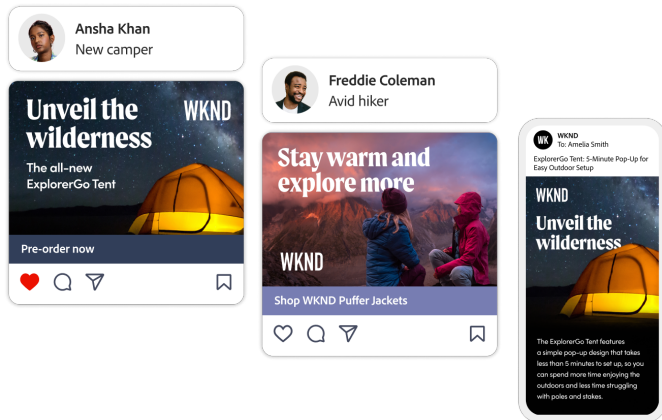 Ansha Khan
New camper
Unveil the
wilderness
WKND
The all-new
ExplorerGo Tent
Pre-order now
Freddie Coleman
Avid hiker
Stay warm and
explore more
WKND
Shop WKND Puffer Jackets
WK
WKND
To: Amelia Smith
ExplorerGo Tent: 5-Minute Pop-Up for
Easy Outdoor Setup
WKND
Unveil the
wilderness
The ExplorerGo Tent features
a simple pop-up design that takes
less than 5 minutes to set up, so you
can spend more time enjoying the
outdoors and less time struggling
with poles and stakes.